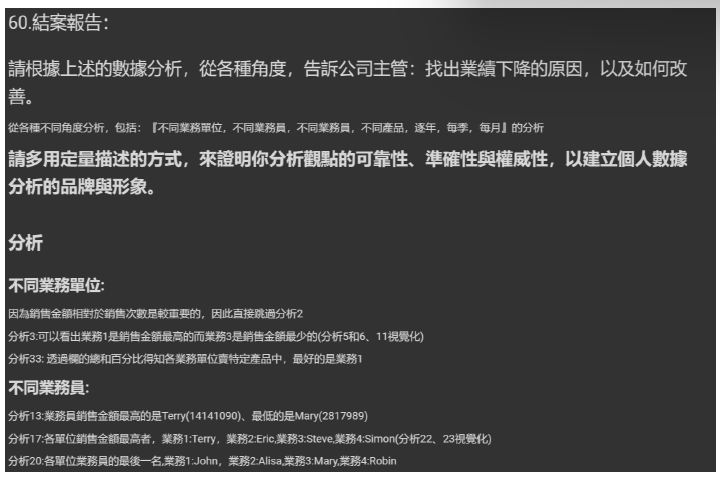 60.結案報告：
請根據上述的數據分析，從各種角度，告訴公司主管：找出業績下降的原因，以及如何改
善。
從各種不同角度分析，包括：『不同業務單位，不同業務員，不同業務員，不同產品，逐年，每季，每月』的分析
請多用定量描述的方式，來證明你分析觀點的可靠性、準確性與權威性，以建立個人數據
分析的品牌與形象。
分析
不同業務單位:
因為銷售金額相對於銷售次數是較重要的，因此直接跳過分析2
分析3:可以看出業務1是銷售金額最高的而業務3是銷售金額最少的(分析5和6、11視覺化)
分析33: 透過欄的總和百分比得知各業務單位賣特定產品中，最好的是業務1
不同業務員:
分析13:業務員銷售金額最高的是Terry(14141090)、最低的是Mary(2817989)
分析17:各單位銷售金額最高者，業務1:Terry，業務2:Eric,業務3:Steve,業務4:Simon(分析22、23視覺化)
分析20:各單位業務員的最後一名,業務1:John，業務2:Alisa,業務3:Mary,業務4:Robin